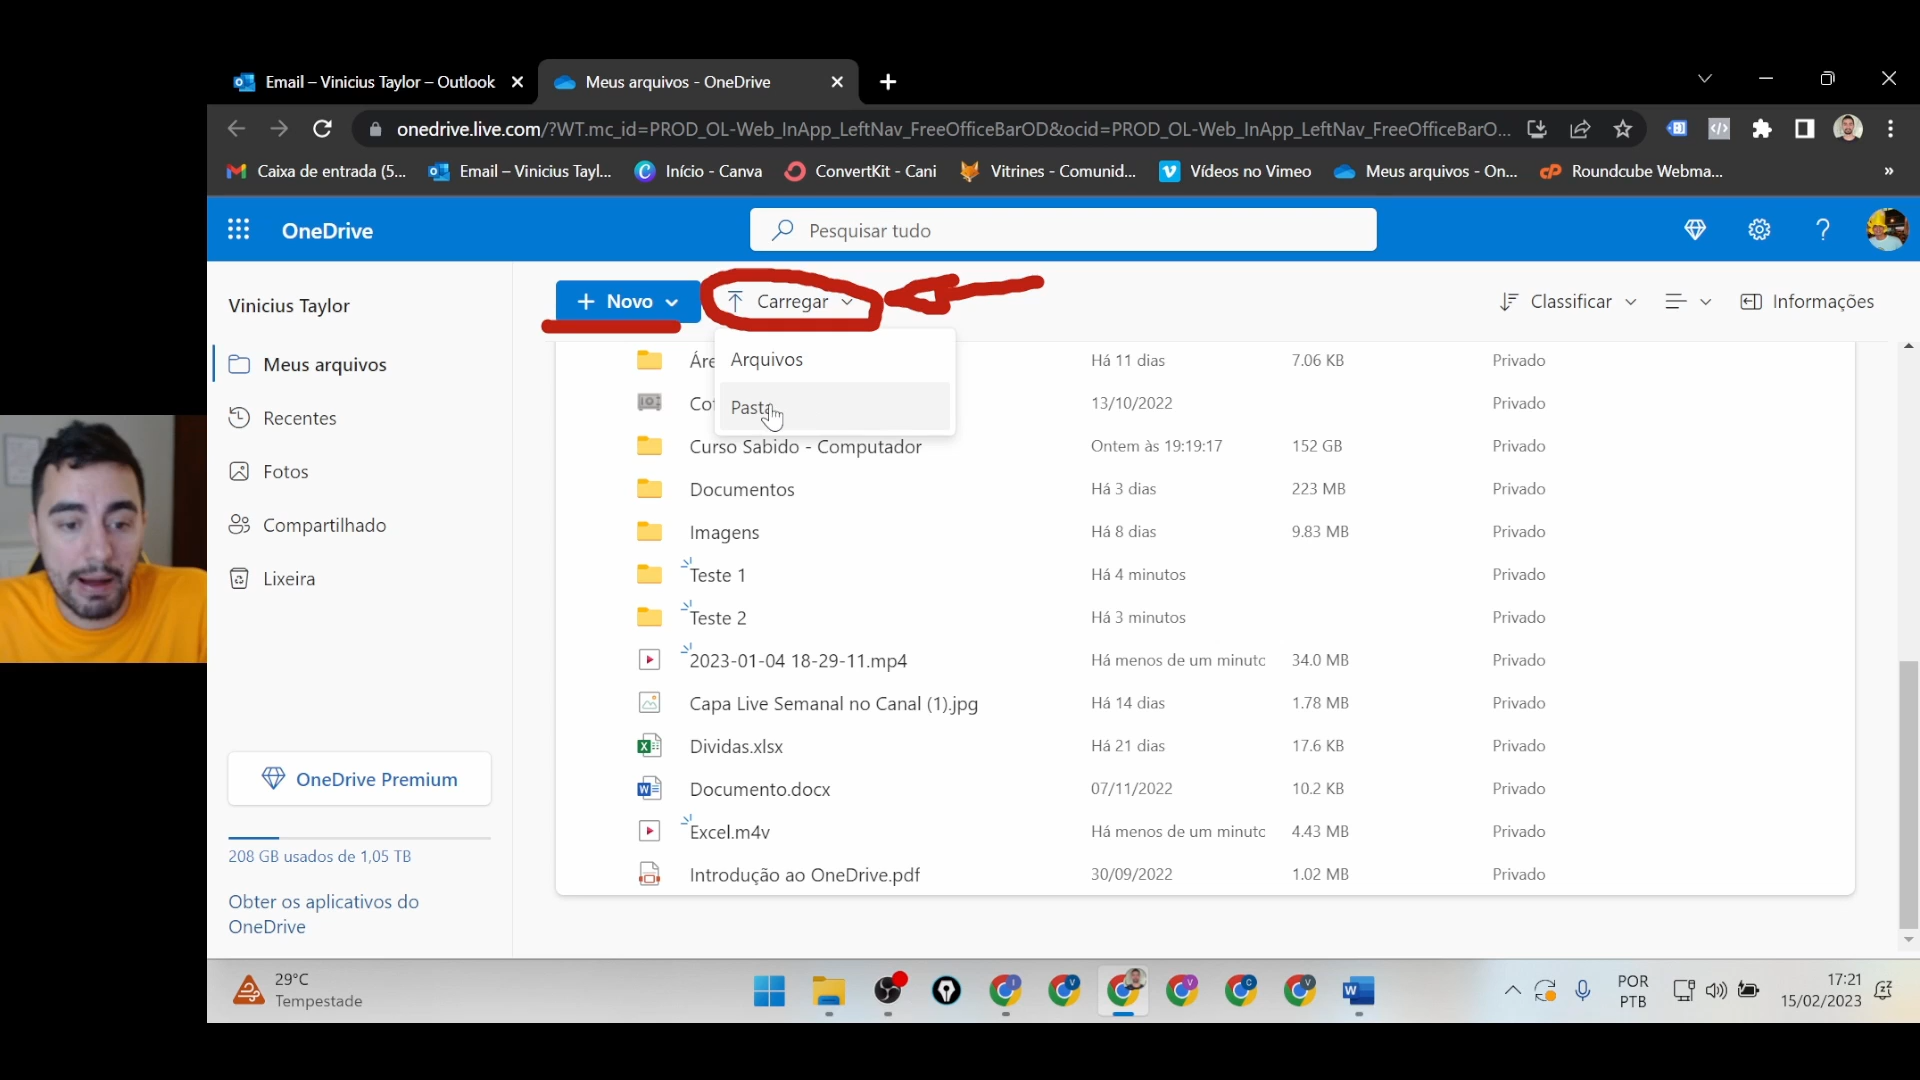 Email – Vinicius Taylor – Outlook
Meus arquivos - OneDrive
onedrive.live.com/?WT.mc_id=PROD_OL-Web_InApp_LeftNav_FreeOfficeBarOD&ocid=PROD_OL-Web_InApp_LeftNav_FreeOfficeBarO...
Caixa de entrada (5...
Email – Vinicius Tayl...
Início - Canva
ConvertKit - Cani
Vitrines - Comunid...
Vídeos no Vimeo
Meus arquivos - On...
Roundcube Webma...
OneDrive
Pesquisar tudo
Vinicius Taylor
Meus arquivos
Recentes
Fotos
Compartilhado
Lixeira
OneDrive Premium
208 GB usados de 1,05 TB
Obter os aplicativos do
OneDrive
Novo
Carregar
Classificar
Informações
Arquivos
Pasta
Áre Há 11 dias 7.06 KB Privado
Cof 13/10/2022 Privado
Curso Sabido - Computador Ontem às 19:19:17 152 GB Privado
Documentos Há 3 dias 223 MB Privado
Imagens Há 8 dias 9.83 MB Privado
Teste 1 Há 4 minutos Privado
Teste 2 Há 3 minutos Privado
2023-01-04 18-29-11.mp4 Há menos de um minuto 34.0 MB Privado
Capa Live Semanal no Canal (1).jpg Há 14 dias 1.78 MB Privado
Dividas.xlsx Há 21 dias 17.6 KB Privado
Documento.docx 07/11/2022 10.2 KB Privado
Excel.m4v Há menos de um minuto 4.43 MB Privado
Introdução ao OneDrive.pdf 30/09/2022 1.02 MB Privado
29°C
Tempestade
POR
PTB
17:21
15/02/2023